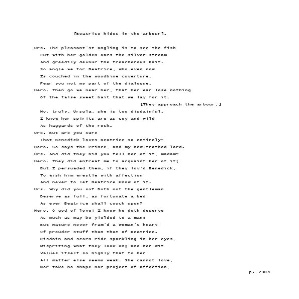 Beatrice hides in the arbour].
Urs. The pleasant'st angling is to see the fish
Cut with her golden oars the silver stream
And greedily devour the treacherous bait.
So angle we for Beatrice, who even now
Is couched in the woodbine coverture.
Fear you not my part of the dialogue.
Hero. Then go we near her, that her ear lose nothing
Of the false sweet bait that we lay for it.
[They approach the arbour.]
No, truly, Ursula, she is too disdainful.
I know her spirits are as coy and wild
As haggards of the rock.
Urs. But are you sure
That Benedick loves Beatrice so entirely?
Hero. So says the Prince, and my new-trothed lord.
Urs. And did they bid you tell her of it, madam?
Hero. They did entreat me to acquaint her of it;
But I persuaded them, if they lov'd Benedick,
To wish him wrestle with affection
And never to let Beatrice know of it.
Urs. Why did you so? Doth not the gentleman
Deserve as full, as fortunate a bed
As ever Beatrice shall couch upon?
Hero. O god of love! I know he doth deserve
As much as may be yielded to a man:
But Nature never fram'd a woman's heart
Of prouder stuff than that of Beatrice.
Disdain and scorn ride sparkling in her eyes,
Misprizing what they look on; and her wit
Values itself so highly that to her
All matter else seems weak. She cannot love,
Nor take no shape nor project of affection,